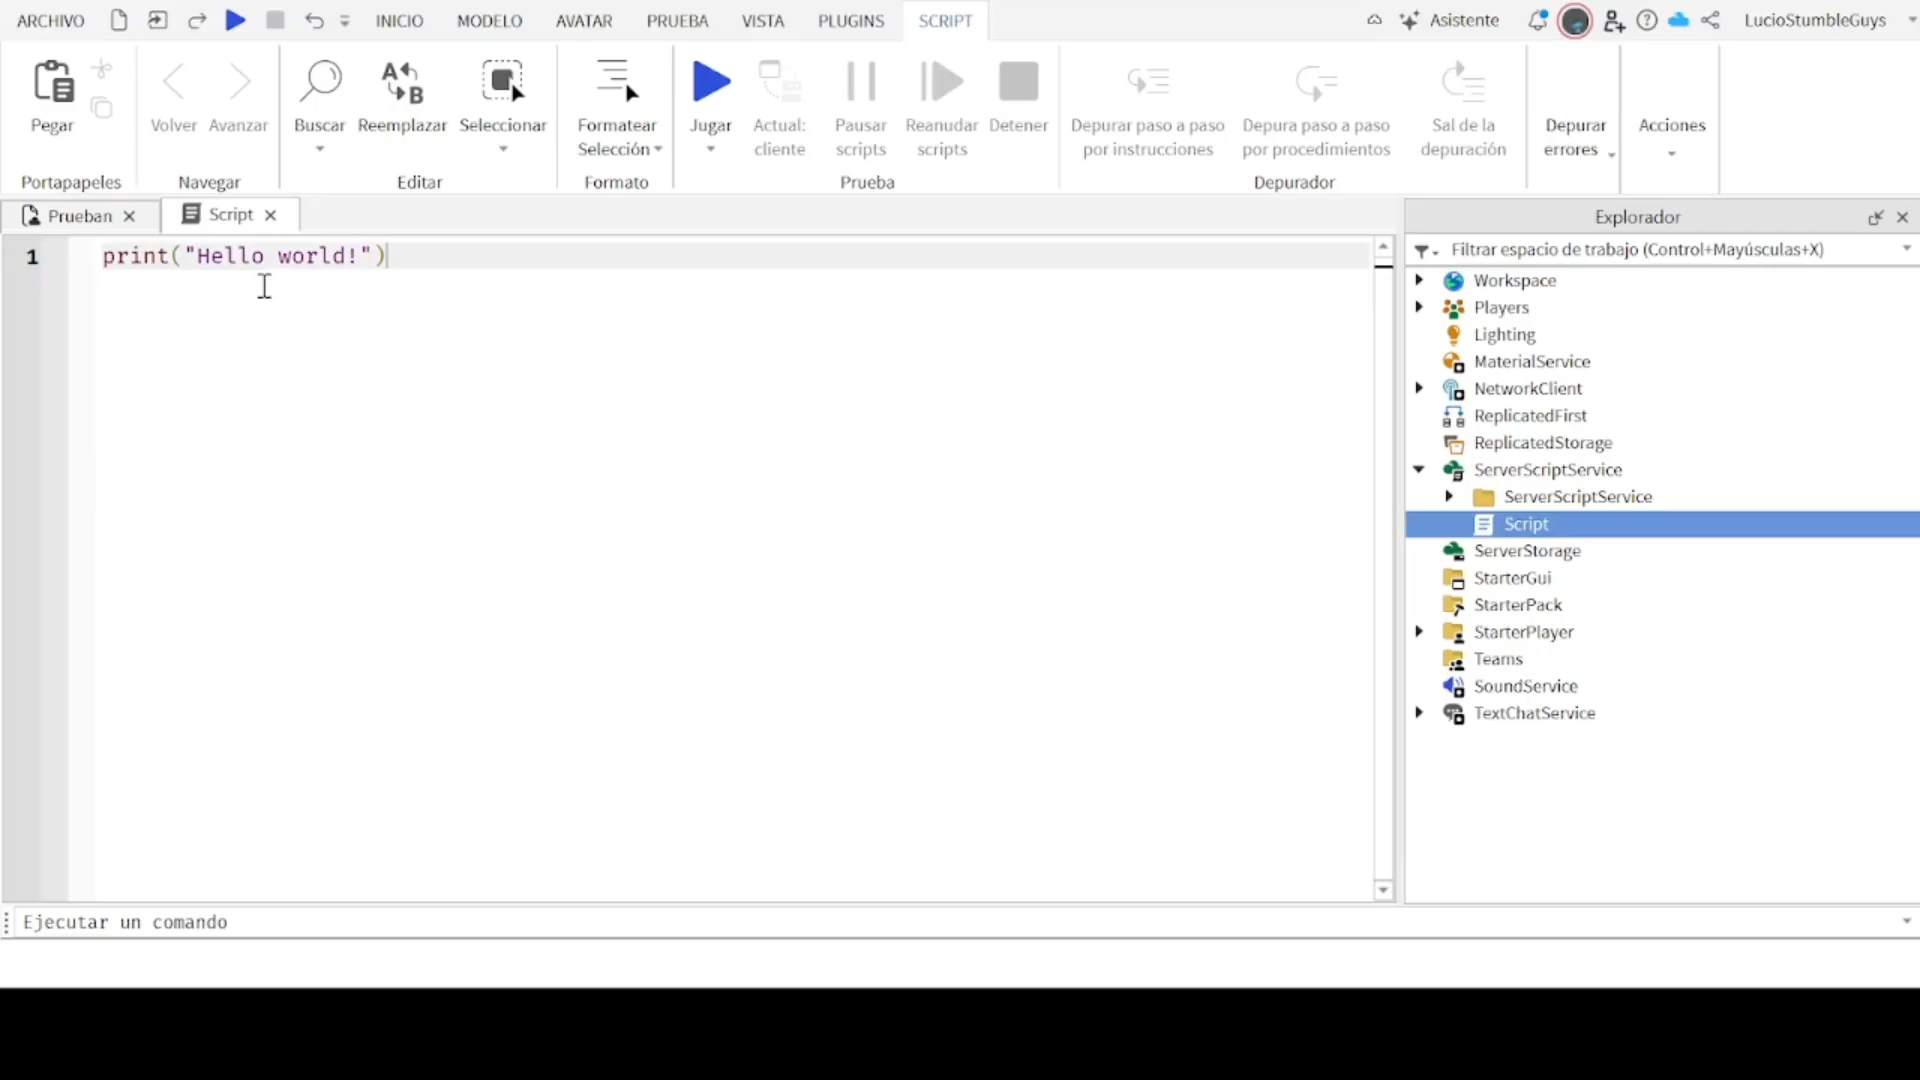 ARCHIVO INICIO MODELO AVATAR PRUEBA VISTA PLUGINS SCRIPT Asistente LucioStumbleGuys
Pegar
Portapapeles
Volver Avanzar
Navegar
Buscar Reemplazar Seleccionar
Editar
Formatear
Selección
Formato
Jugar
Actual:
cliente
Pausar
scripts
Reanudar
scripts
Detener
Prueba
Depurar paso a paso
por instrucciones
Depura paso a paso
por procedimientos
Sal de la
depuración
Depurador
Depurar
errores
Acciones
Prueban
Script
1 print("Hello world!")
Explorador
Filtrar espacio de trabajo (Control+Mayúsculas+X)
Workspace
Players
Lighting
MaterialService
NetworkClient
ReplicatedFirst
ReplicatedStorage
ServerScriptService
ServerScriptService
Script
ServerStorage
StarterGui
StarterPack
StarterPlayer
Teams
SoundService
TextChatService
Ejecutar un comando